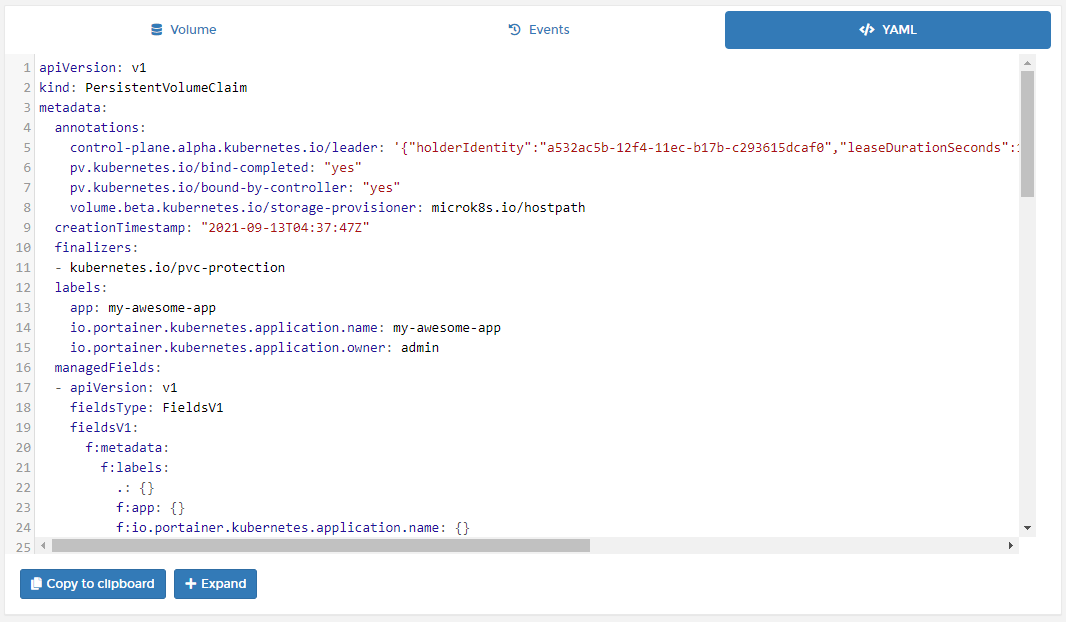 Volume
Events
YAML
1 apiVersion: v1
2 kind: PersistentVolumeClaim
3 metadata:
4   annotations:
5     control-plane.alpha.kubernetes.io/leader: '{"holderIdentity":"a532ac5b-12f4-11ec-b17b-c293615dcaf0","leaseDurationSeconds":
6     pv.kubernetes.io/bind-completed: "yes"
7     pv.kubernetes.io/bound-by-controller: "yes"
8     volume.beta.kubernetes.io/storage-provisioner: microk8s.io/hostpath
9   creationTimestamp: "2021-09-13T04:37:47Z"
10   finalizers:
11   - kubernetes.io/pvc-protection
12   labels:
13     app: my-awesome-app
14     io.portainer.kubernetes.application.name: my-awesome-app
15     io.portainer.kubernetes.application.owner: admin
16   managedFields:
17   - apiVersion: v1
18     fieldsType: FieldsV1
19     fieldsV1:
20       f:metadata:
21         f:labels:
22           .: {}
23           f:app: {}
24           f:io.portainer.kubernetes.application.name: {}
25
Copy to clipboard
Expand